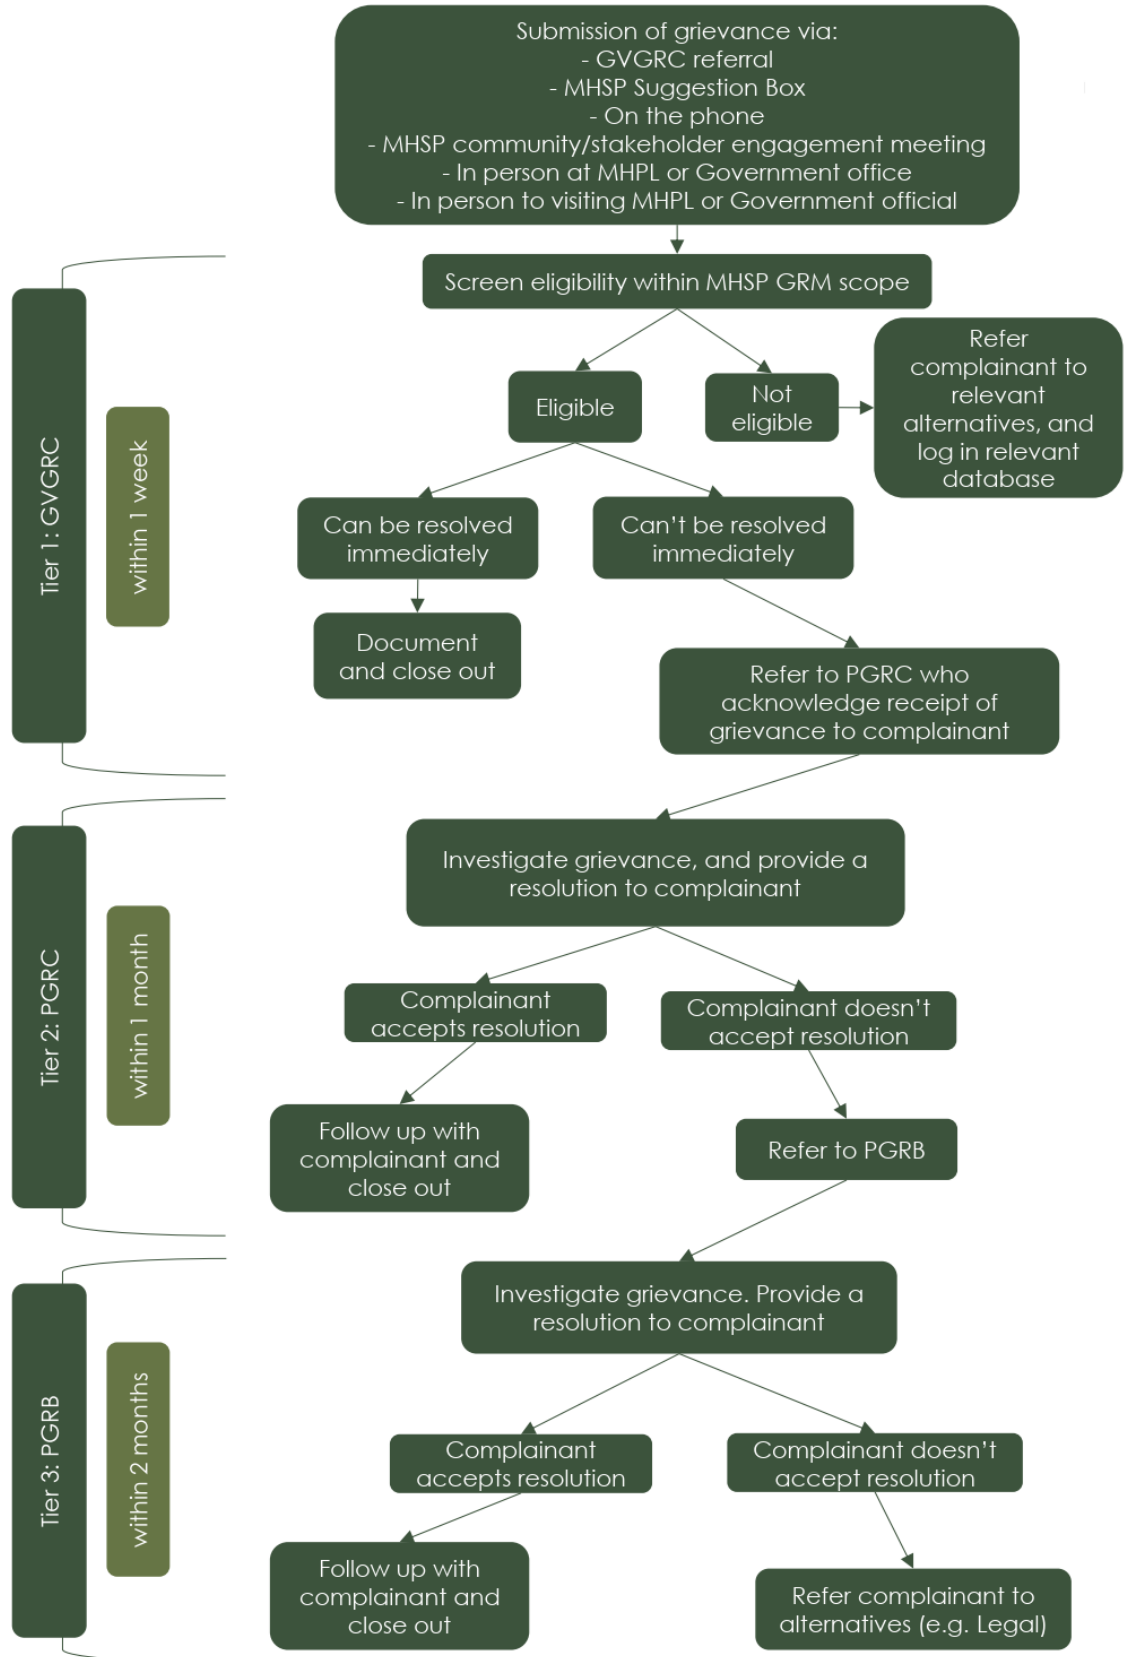 Submission of grievance via:
- GVGRC referral
- MHSP Suggestion Box
- On the phone
- MHSP community/stakeholder engagement meeting
- In person at MHPL or Government office
- In person to visiting MHPL or Government official
Tier 1: GVGRC
within 1 week
Screen eligibility within MHSP GRM scope
Eligible
Not
eligible
Refer
complainant to
relevant
alternatives, and
log in relevant
database
Can be resolved
immediately
Can’t be resolved
immediately
Document
and close out
Refer to PGRC who
acknowledge receipt of
grievance to complainant
Tier 2: PGRC
within 1 month
Investigate grievance, and provide a
resolution to complainant
Complainant
accepts resolution
Complainant doesn’t
accept resolution
Follow up with
complainant and
close out
Refer to PGRB
Tier 3: PGRB
within 2 months
Investigate grievance. Provide a
resolution to complainant
Complainant
accepts resolution
Complainant doesn’t
accept resolution
Follow up with
complainant and
close out
Refer complainant to
alternatives (e.g. Legal)